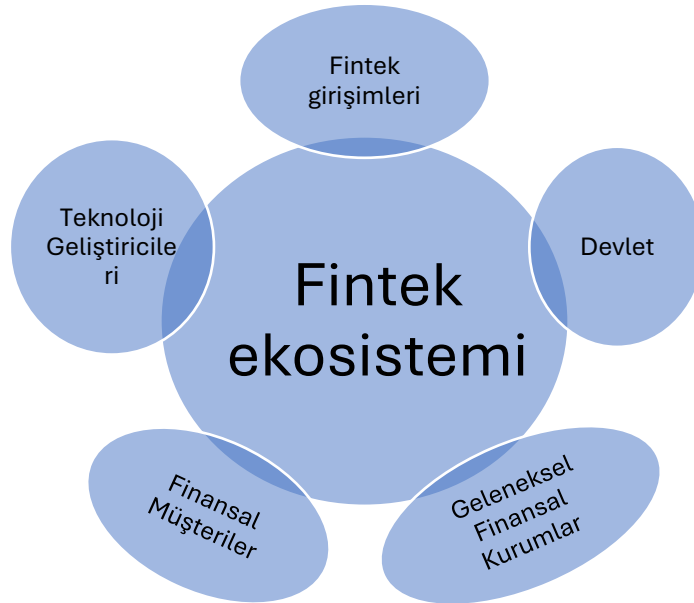 Fintek
girişimleri
Teknoloji
Geliştiricile
ri
Devlet
Fintek
ekosistemi
Finansal
Müşteriler
Geleneksel
Finansal
Kurumlar